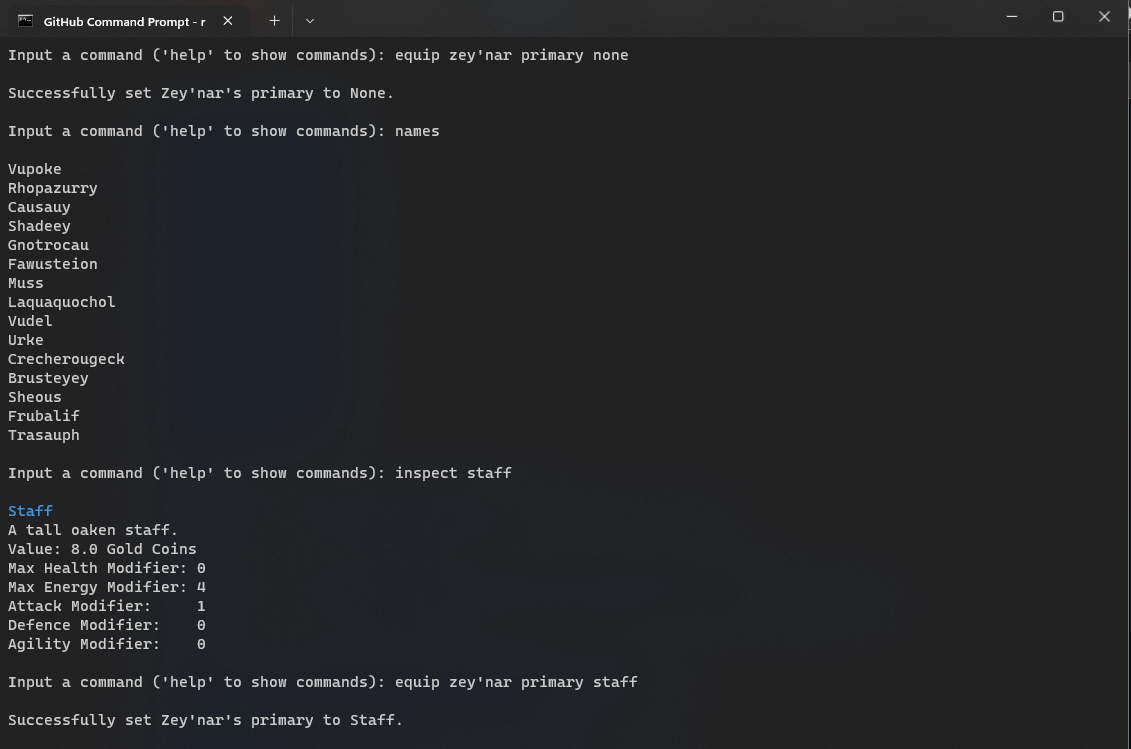 GitHub Command Prompt - r
Input a command ('help' to show commands): equip zey'nar primary none
Successfully set Zey'nar's primary to None.
Input a command ('help' to show commands): names
Vupoke
Rhopazurry
Causauy
Shadeey
Gnotrocau
Fawusteion
Muss
Laquaquochol
Vudel
Urke
Crecherougeck
Brusteyey
Sheous
Frubalif
Trasauph
Input a command ('help' to show commands): inspect staff
Staff
A tall oaken staff.
Value: 8.0 Gold Coins
Max Health Modifier: 0
Max Energy Modifier: 4
Attack Modifier:     1
Defence Modifier:    0
Agility Modifier:    0
Input a command ('help' to show commands): equip zey'nar primary staff
Successfully set Zey'nar's primary to Staff.